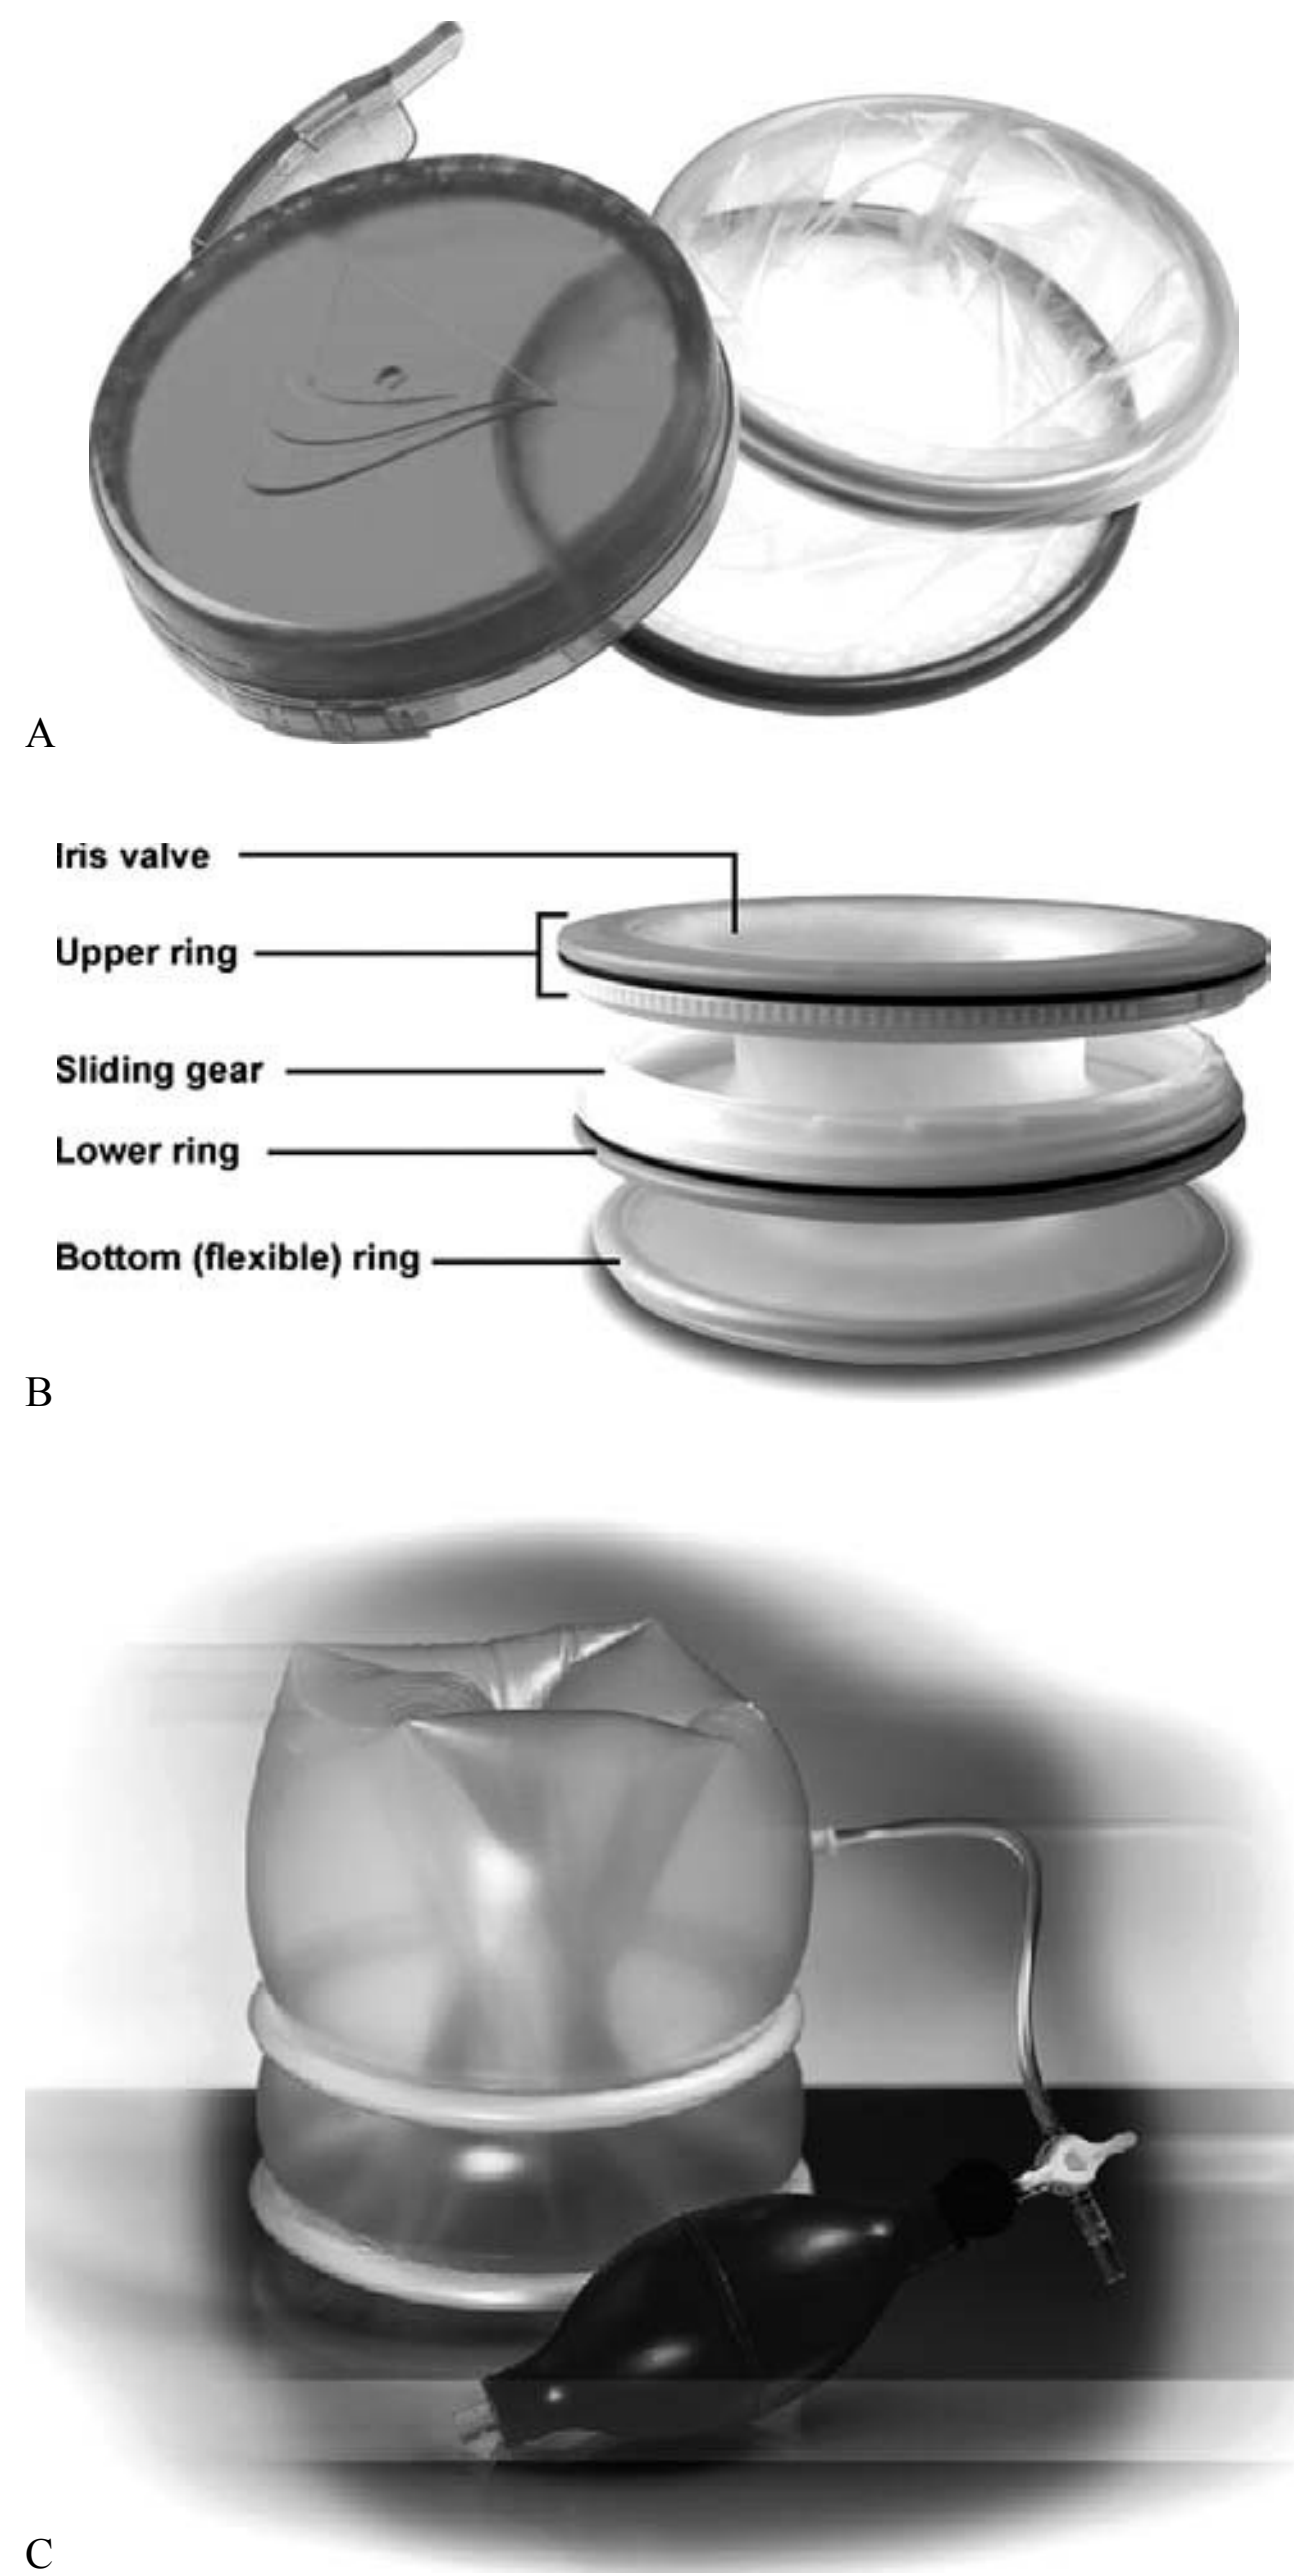 A
Iris valve
Upper ring
Sliding gear
Lower ring
Bottom (flexible) ring
B
C